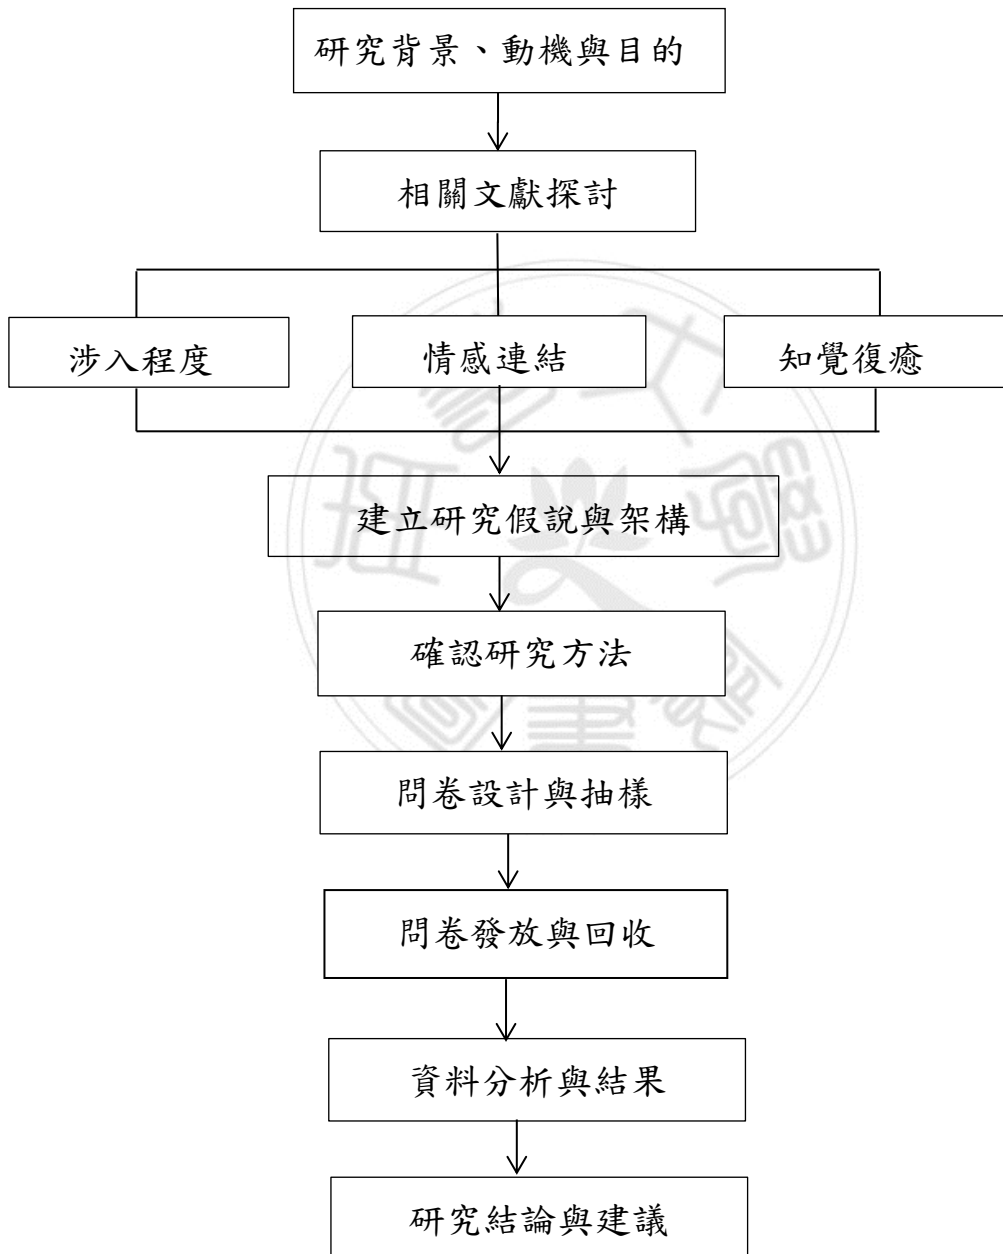 研究背景、動機與目的
相關文獻探討
涉入程度
情感連結
知覺復癒
建立研究假說與架構
確認研究方法
問卷設計與抽樣
問卷發放與回收
資料分析與結果
研究結論與建議